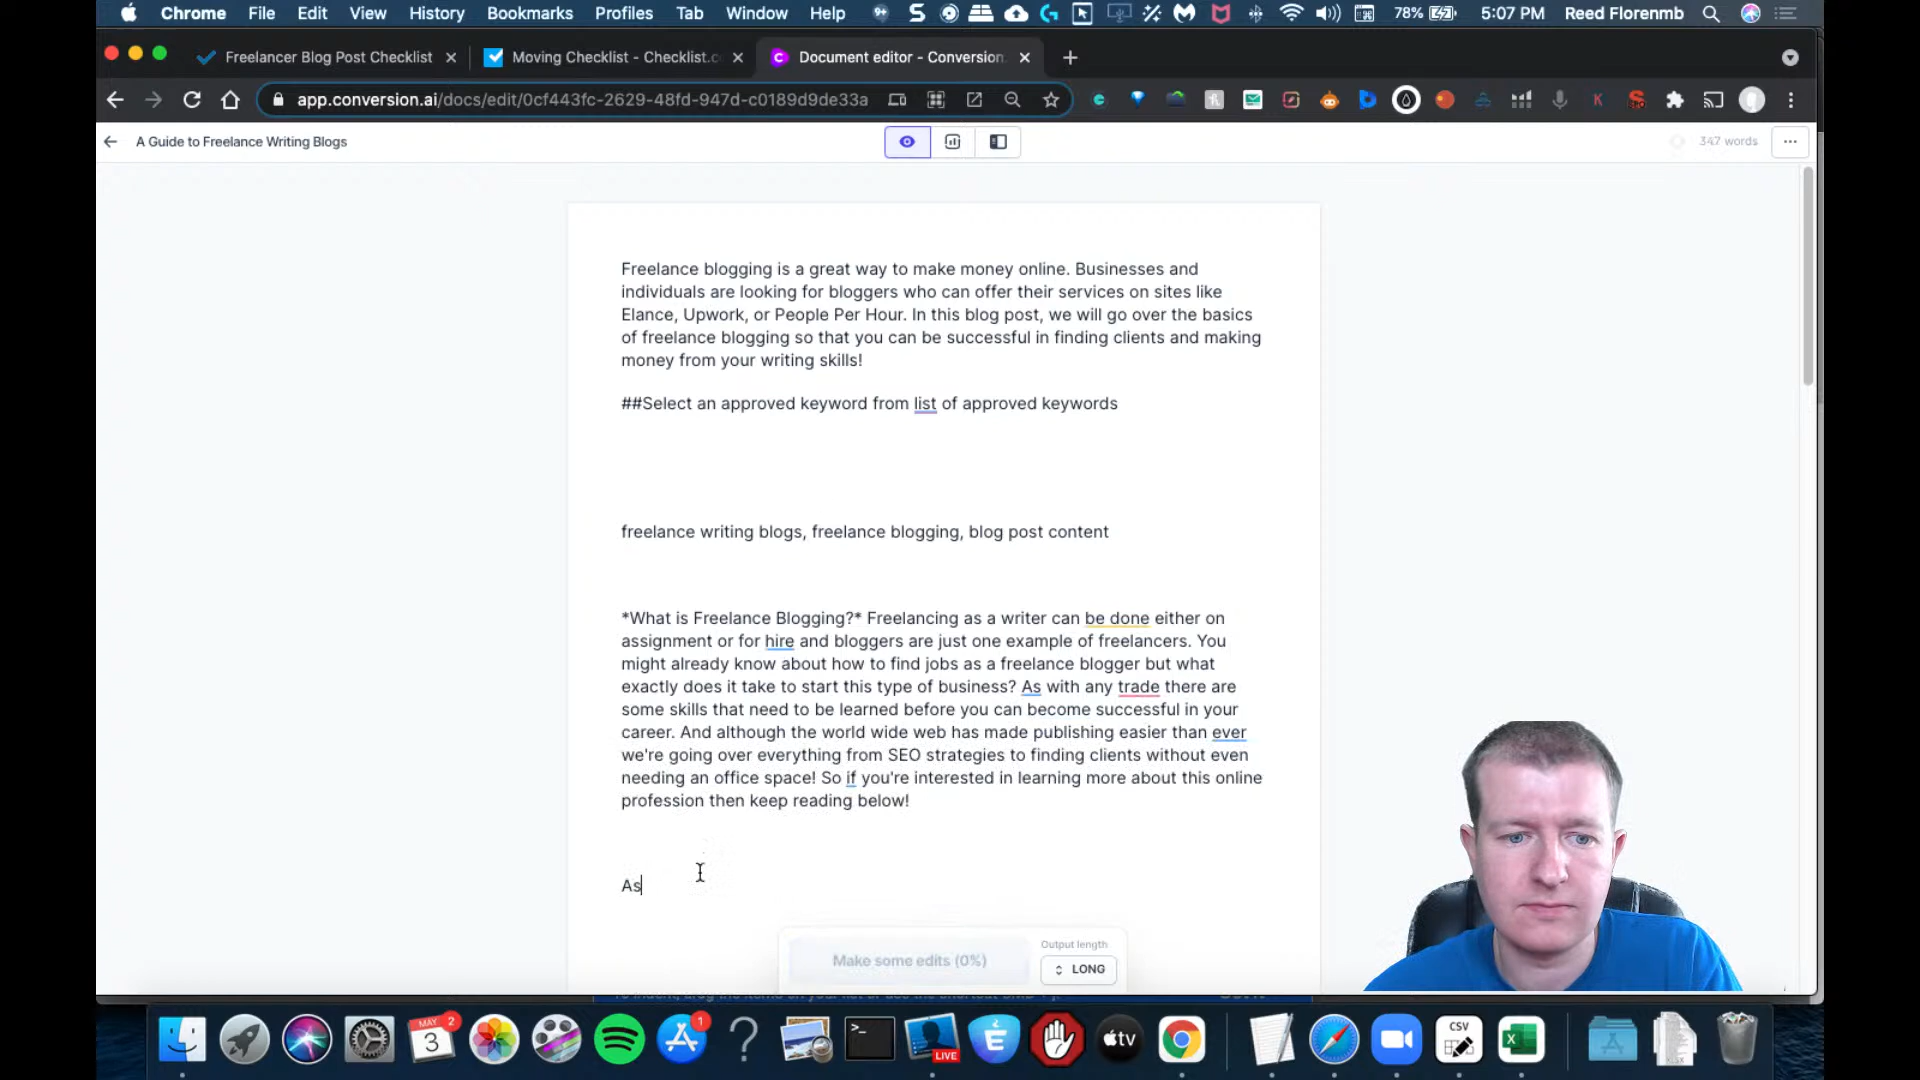 Chrome File Edit View History Bookmarks Profiles Tab Window Help 78% 5:07 PM Reed Florenmb
Freelancer Blog Post Checklist
Moving Checklist - Checklist.c
Document editor - Conversion
app.conversion.ai/docs/edit/0cf443fc-2629-48fd-947d-c0189d9de33a
A Guide to Freelance Writing Blogs
347 words
Freelance blogging is a great way to make money online. Businesses and
individuals are looking for bloggers who can offer their services on sites like
Elance, Upwork, or People Per Hour. In this blog post, we will go over the basics
of freelance blogging so that you can be successful in finding clients and making
money from your writing skills!
##Select an approved keyword from list of approved keywords
freelance writing blogs, freelance blogging, blog post content
*What is Freelance Blogging?* Freelancing as a writer can be done either on
assignment or for hire and bloggers are just one example of freelancers. You
might already know about how to find jobs as a freelance blogger but what
exactly does it take to start this type of business? As with any trade there are
some skills that need to be learned before you can become successful in your
career. And although the world wide web has made publishing easier than ever
we're going over everything from SEO strategies to finding clients without even
needing an office space! So if you're interested in learning more about this online
profession then keep reading below!
As
Make some edits (0%)
Output length
LONG
MAY
2
3
1
LIVE
tv
CSV